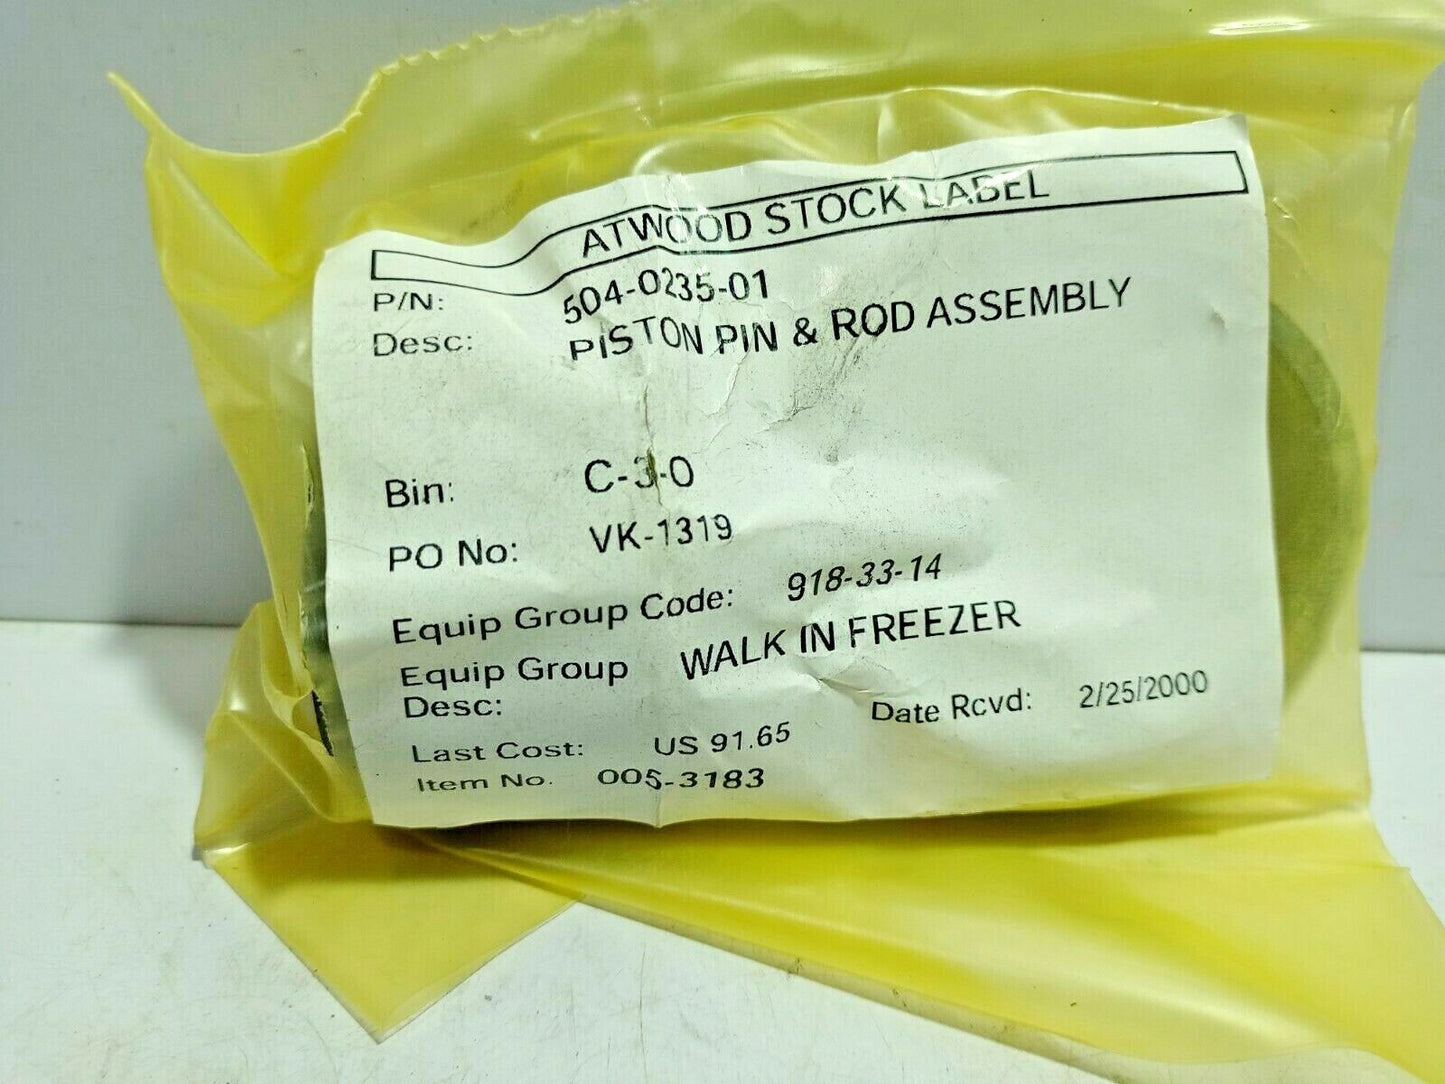 ATWOOD STOCK LABEL
P/N: 504-0235-01
Desc: PISTON PIN & ROD ASSEMBLY
Bin: C-3-0
PO No: VK-1319
Equip Group Code: 918-33-14
Equip Group WALK IN FREEZER
Desc:
Last Cost: US 91.65 Date Rcvd: 2/25/2000
Item No. 005-3183